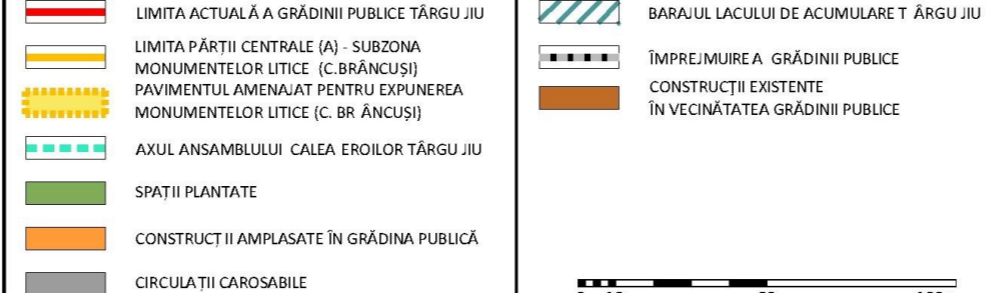 LIMITA ACTUALĂ A GRĂDINII PUBLICE TÂRGU JIU
LIMITA PĂRȚII CENTRALE (A) - SUBZONA
MONUMENTELOR LITICE (C.BRÂNCUȘI)
PAVIMENTUL AMENAJAT PENTRU EXPUNEREA
MONUMENTELOR LITICE (C. BR ÂNCUȘI)
AXUL ANSAMBLULUI CALEA EROILOR TÂRGU JIU
SPAȚII PLANTATE
CONSTRUCȚ II AMPLASATE ÎN GRĂDINA PUBLICĂ
CIRCULAȚII CAROSABILE
BARAJUL LACULUI DE ACUMULARE T ÂRGU JIU
ÎMPREJMUIRE A GRĂDINII PUBLICE
CONSTRUCȚII EXISTENTE
ÎN VECINĂTATEA GRĂDINII PUBLICE